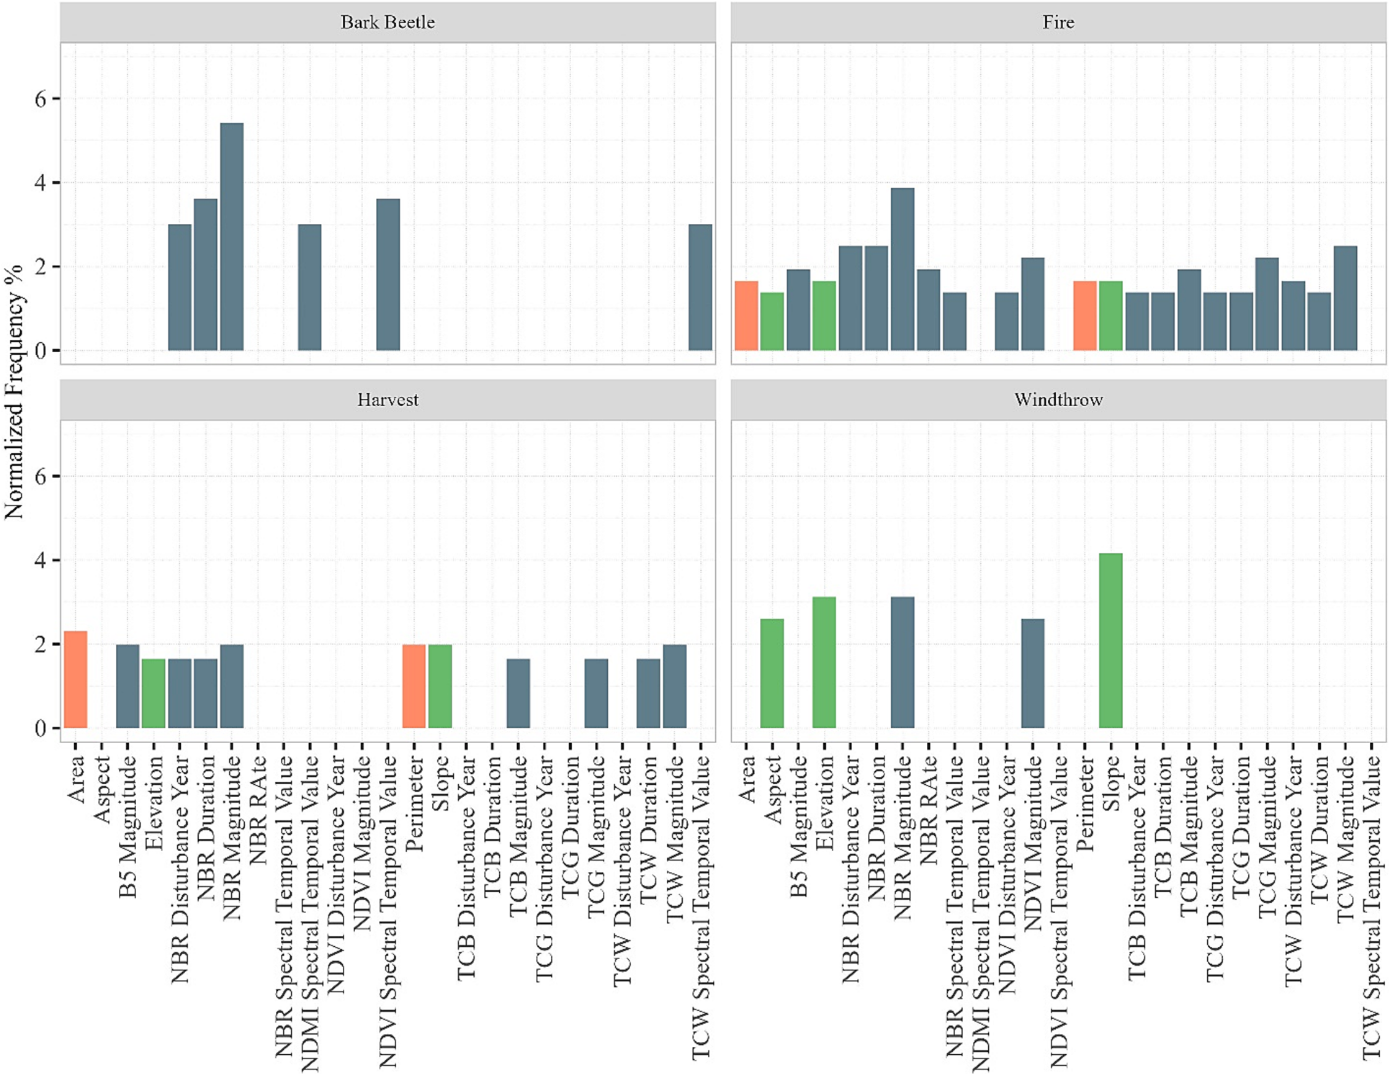 Bark Beetle
Fire
6
4
2
0
Normalized Frequency %
Harvest
Windthrow
6
4
2
0
Area
Aspect
B5 Magnitude
Elevation
NBR Disturbance Year
NBR Duration
NBR Magnitude
NBR RAte
NBR Spectral Temporal Value
NDMI Spectral Temporal Value
NDVI Disturbance Year
NDVI Magnitude
NDVI Spectral Temporal Value
Perimeter
Slope
TCB Disturbance Year
TCB Duration
TCB Magnitude
TCG Disturbance Year
TCG Duration
TCG Magnitude
TCW Disturbance Year
TCW Duration
TCW Magnitude
TCW Spectral Temporal Value
Area
Aspect
B5 Magnitude
Elevation
NBR Disturbance Year
NBR Duration
NBR Magnitude
NBR RAte
NBR Spectral Temporal Value
NDMI Spectral Temporal Value
NDVI Disturbance Year
NDVI Magnitude
NDVI Spectral Temporal Value
Perimeter
Slope
TCB Disturbance Year
TCB Duration
TCB Magnitude
TCG Disturbance Year
TCG Duration
TCG Magnitude
TCW Disturbance Year
TCW Duration
TCW Magnitude
TCW Spectral Temporal Value